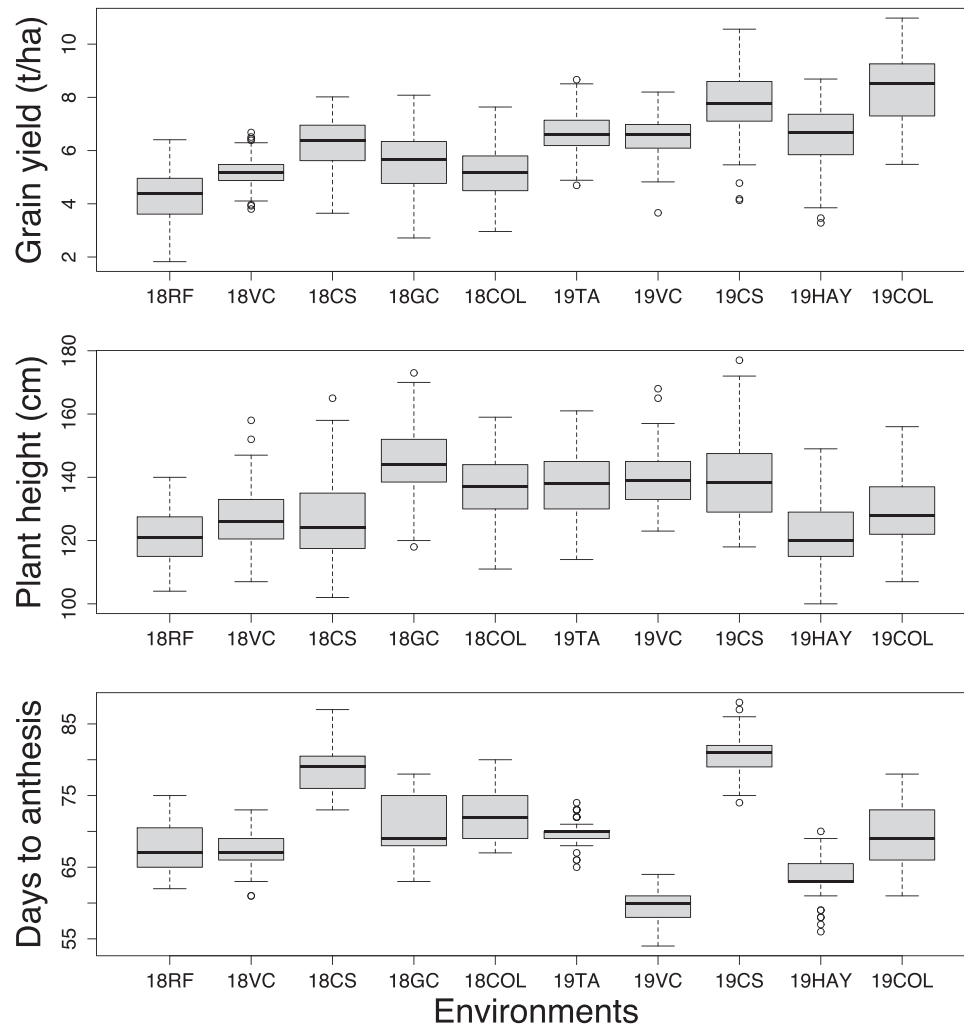 Grain yield (t/ha)
10
8
6
4
2
18RF 18VC 18CS 18GC 18COL 19TA 19VC 19CS 19HAY 19COL
Plant height (cm)
180
160
140
120
100
18RF 18VC 18CS 18GC 18COL 19TA 19VC 19CS 19HAY 19COL
Days to anthesis
85
75
65
55
18RF 18VC 18CS 18GC 18COL 19TA 19VC 19CS 19HAY 19COL
Environments